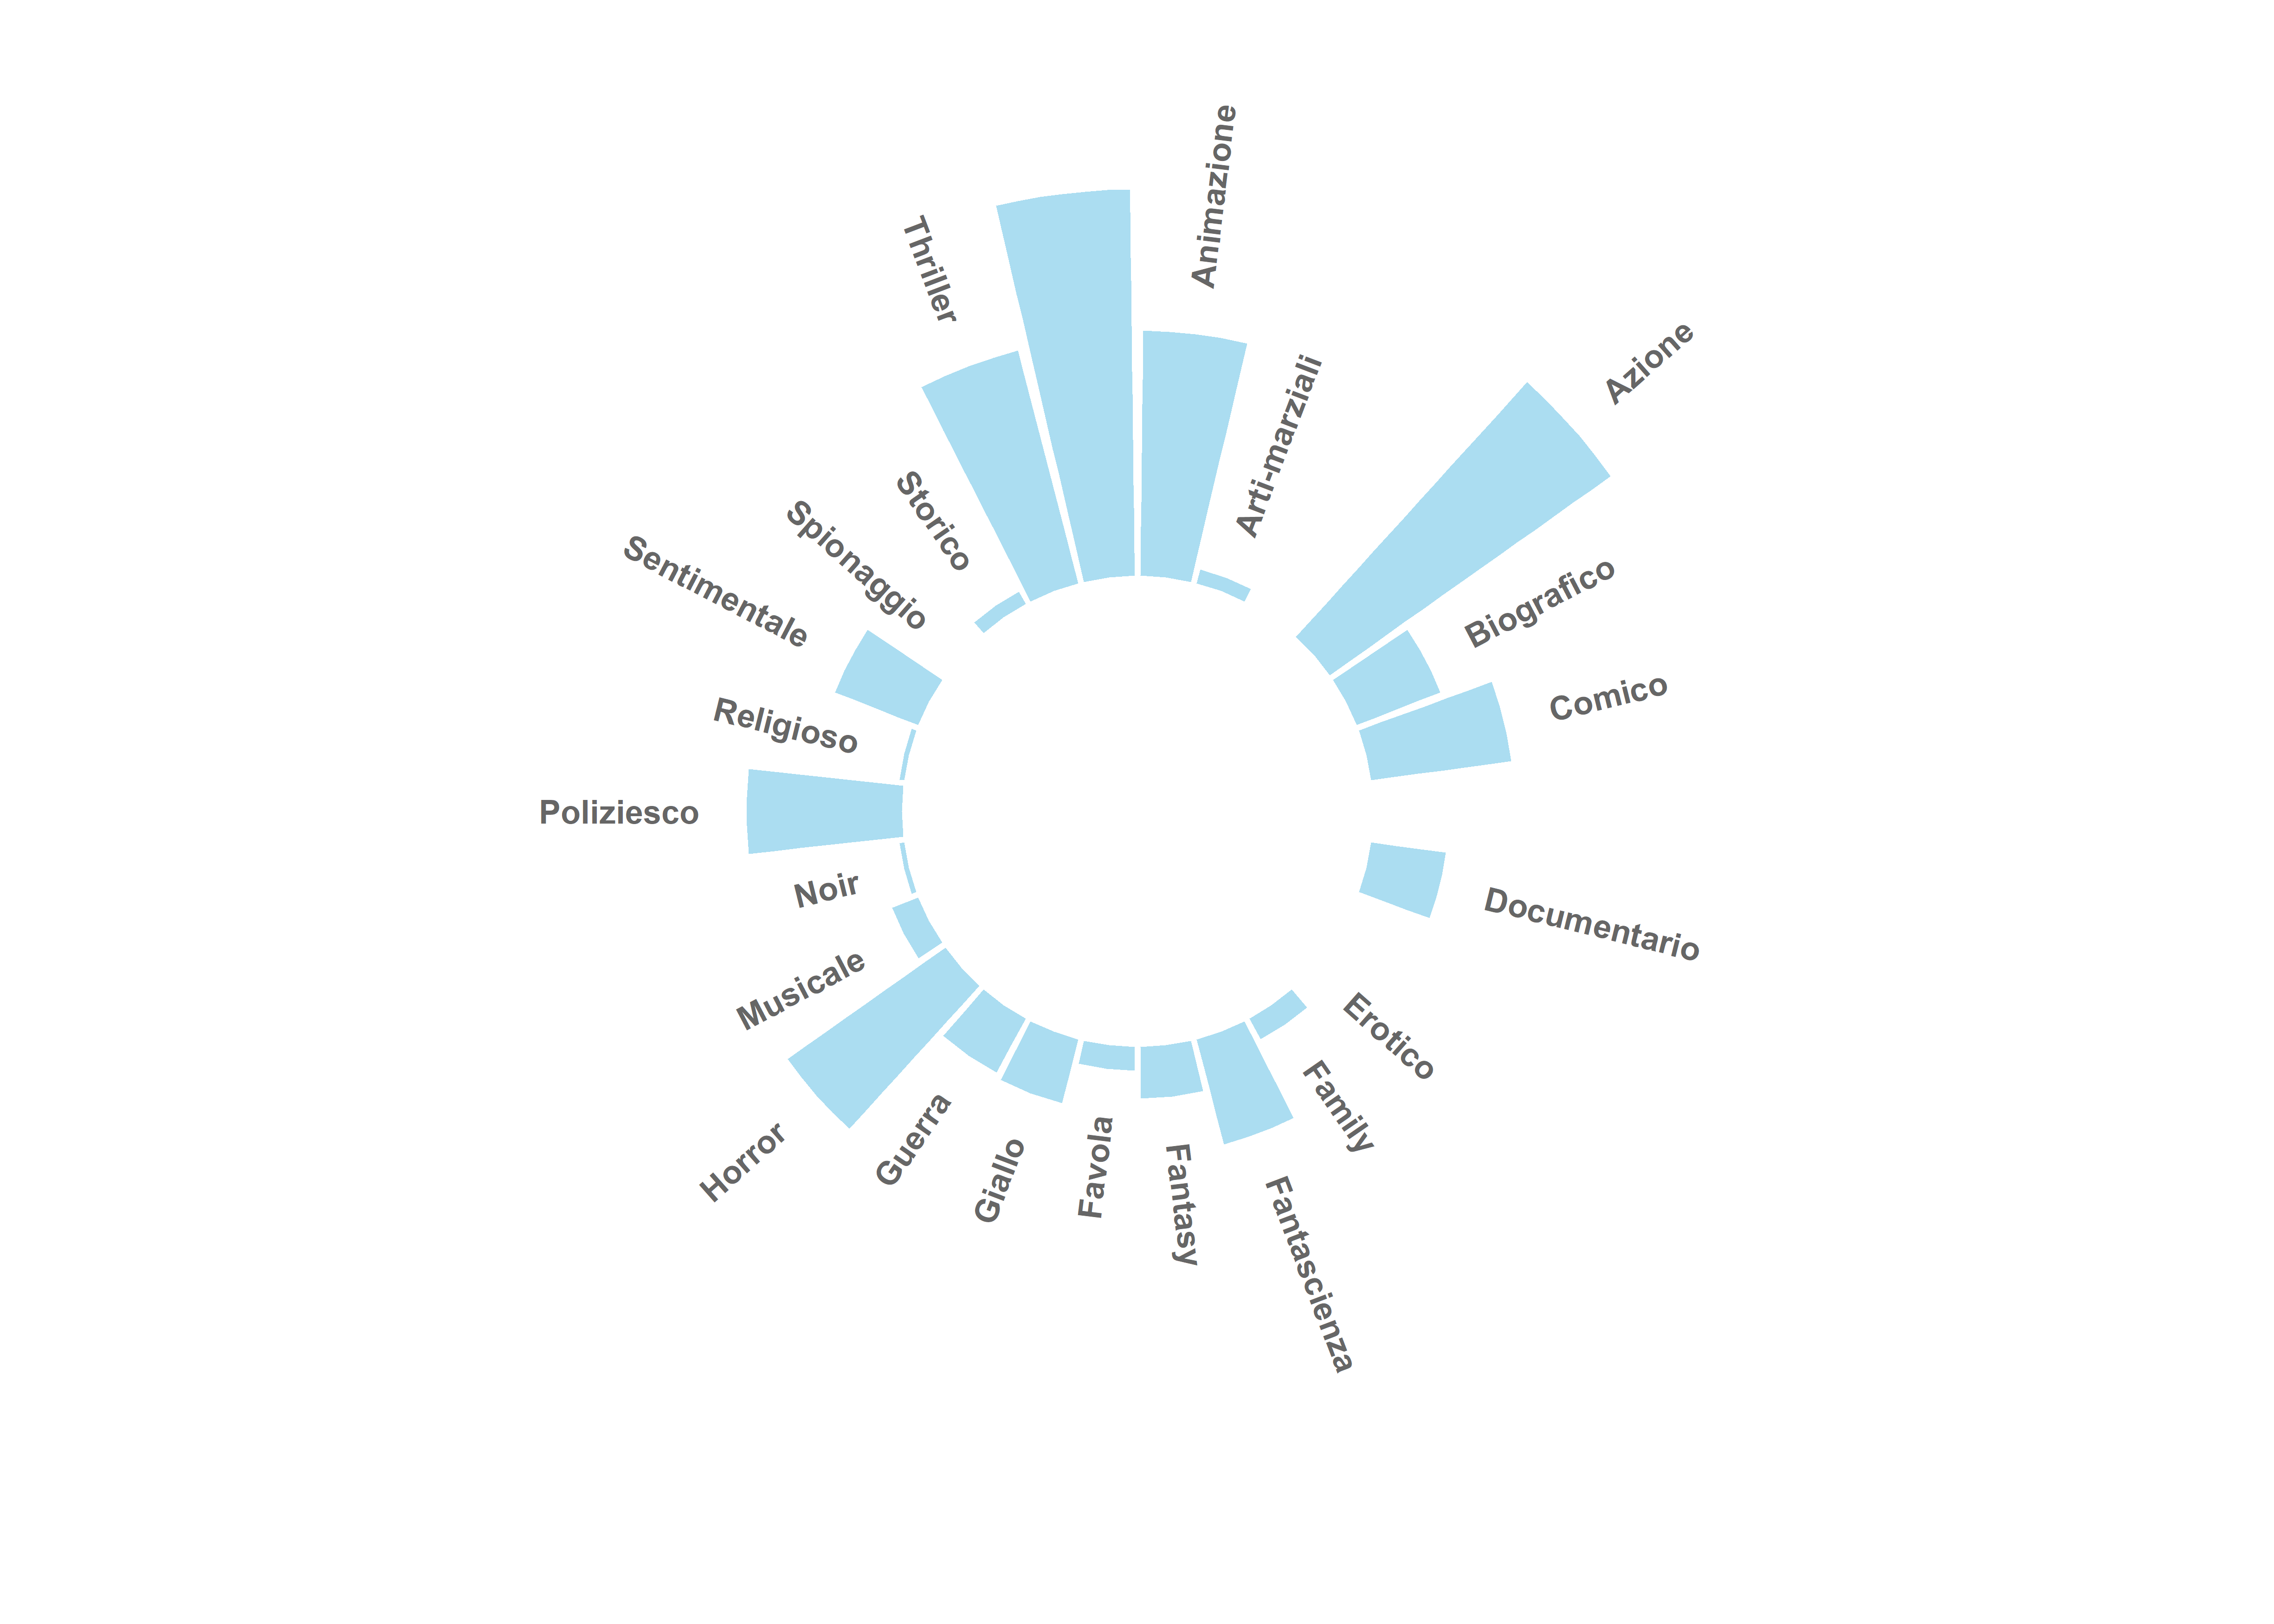 Animazione
Arti-marziali
Azione
Biografico
Comico
Documentario
Erotico
Family
Fantascienza
Fantasy
Favola
Giallo
Guerra
Horror
Musicale
Noir
Poliziesco
Religioso
Sentimentale
Spionaggio
Storico
Thriller